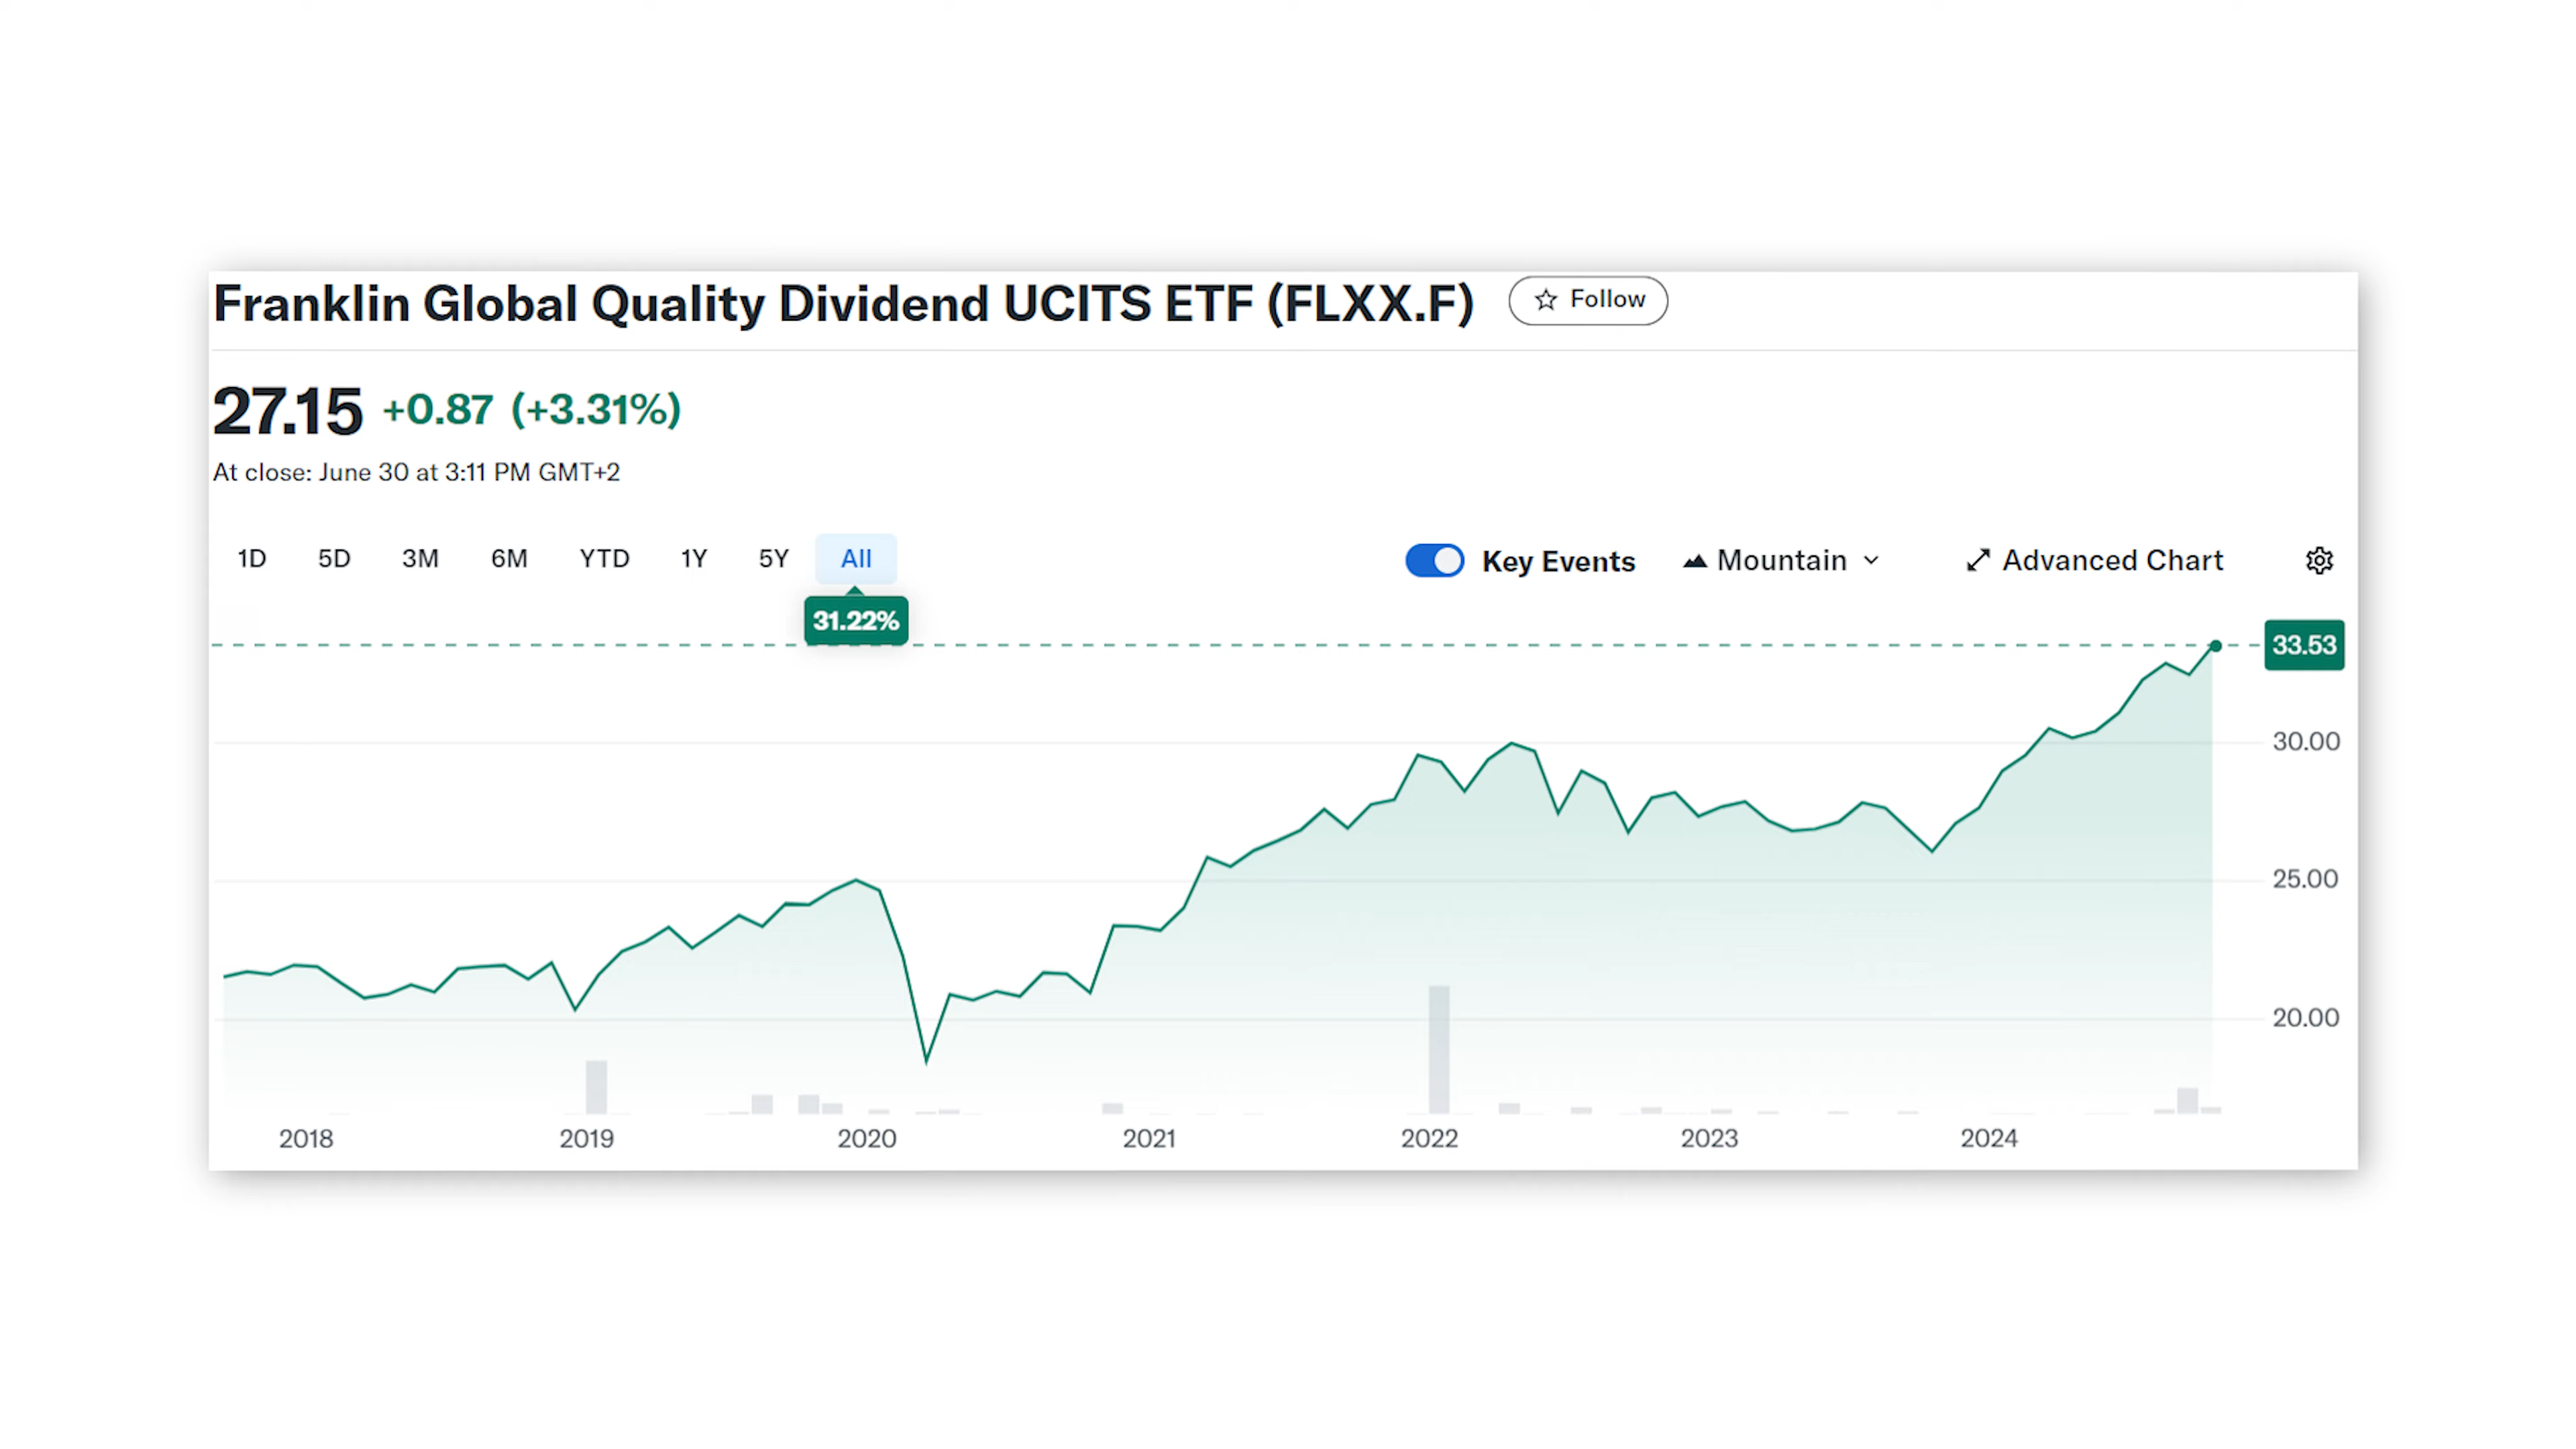 Franklin Global Quality Dividend UCITS ETF (FLXX.F) Follow
27.15 +0.87 (+3.31%)
At close: June 30 at 3:11 PM GMT+2
1D 5D 3M 6M YTD 1Y 5Y All Key Events Mountain Advanced Chart
31.22%
33.53
30.00
25.00
20.00
2018 2019 2020 2021 2022 2023 2024